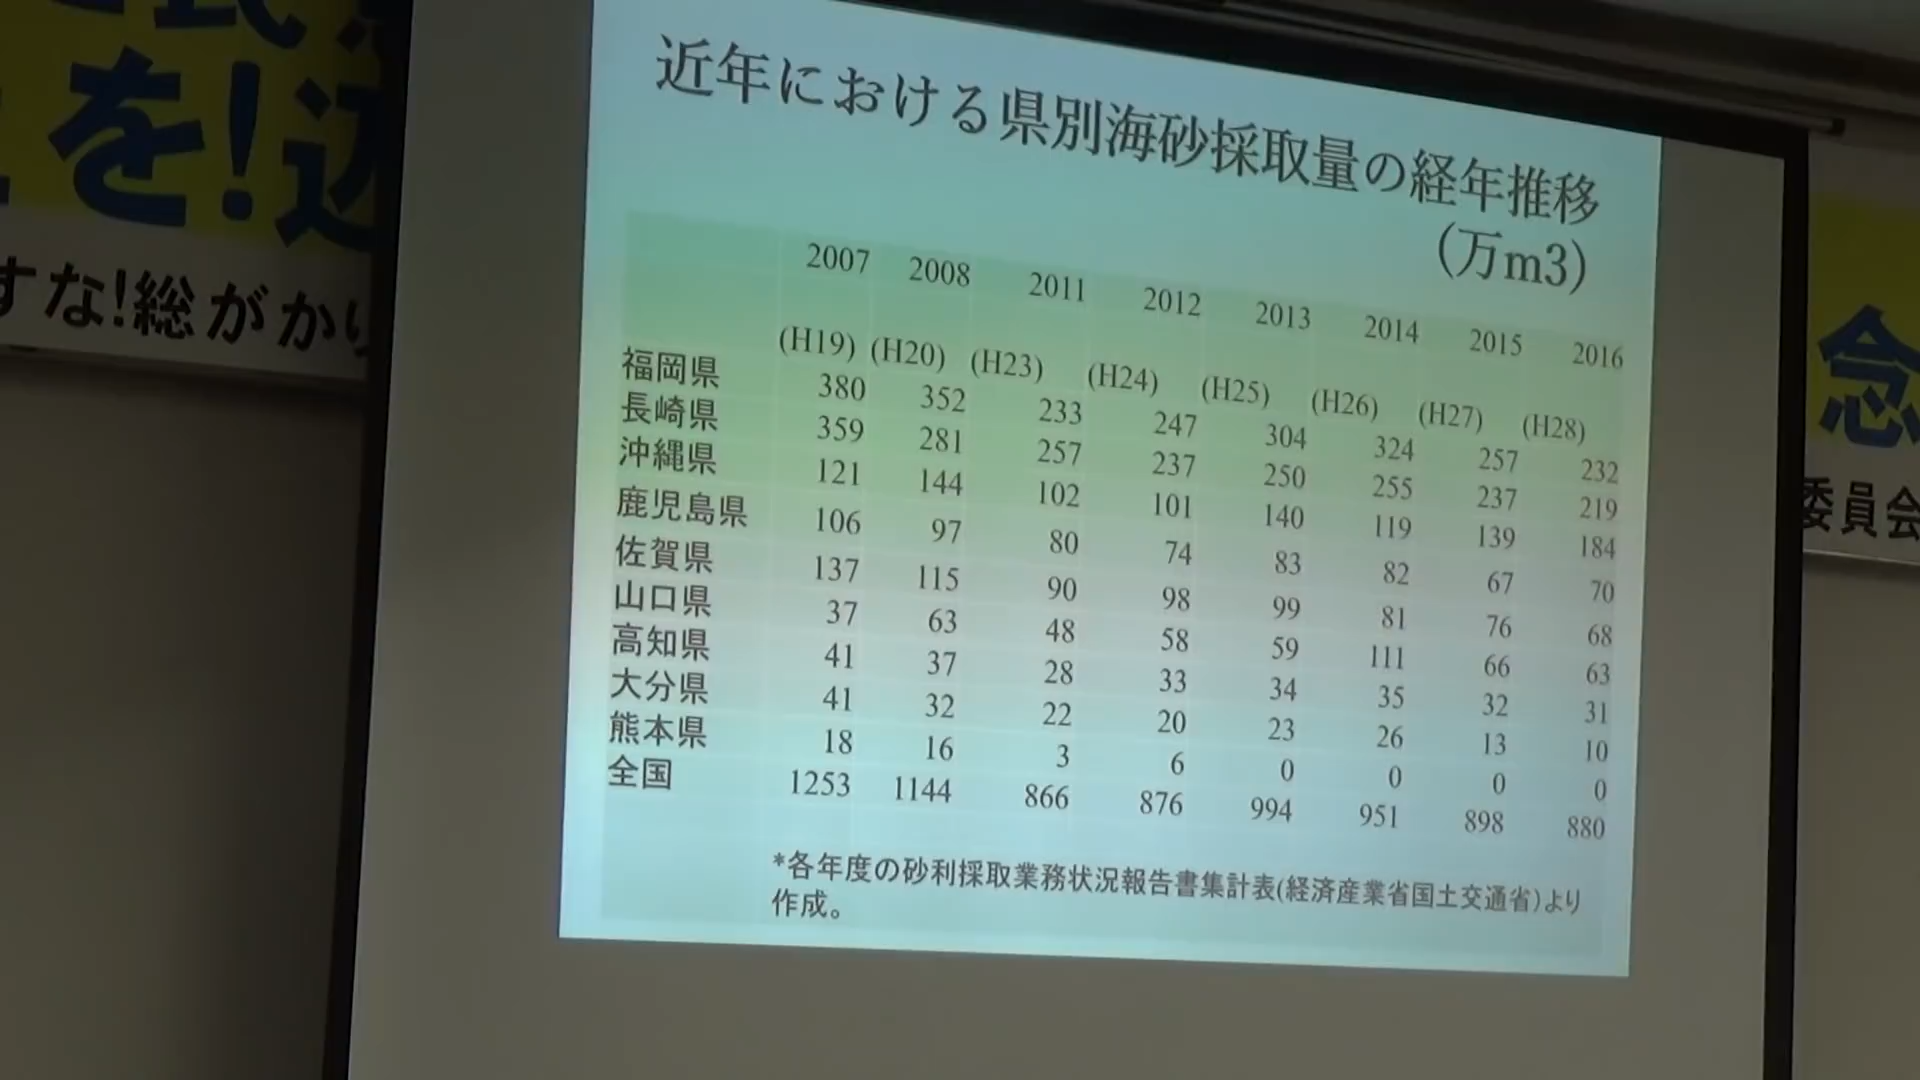 を!辺
すな!総がかり
近年における県別海砂採取量の経年推移
(万m3)
2007 2008 2011 2012 2013 2014 2015 2016
(H19) (H20) (H23) (H24) (H25) (H26) (H27) (H28)
福岡県 380 352 233 247 304 324 257 232
長崎県 359 281 257 237 250 255 237 219
沖縄県 121 144 102 101 140 119 139 184
鹿児島県 106 97 80 74 83 82 67 70
佐賀県 137 115 90 98 99 81 76 68
山口県 37 63 48 58 59 111 66 63
高知県 41 37 28 33 34 35 32 31
大分県 41 32 22 20 23 26 13 10
熊本県 18 16 3 6 0 0 0 0
全国 1253 1144 866 876 994 951 898 880
*各年度の砂利採取業務状況報告書集計表(経済産業省国土交通省)より
作成。
念
委員会